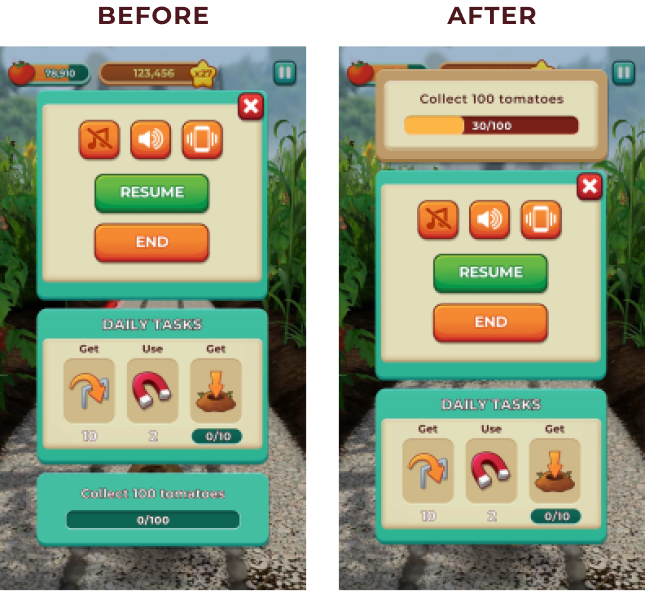 BEFORE
78,910
123,456
x27
RESUME
END
DAILY TASKS
Get
Use
Get
10
2
0/10
Collect 100 tomatoes
0/100
AFTER
Collect 100 tomatoes
30/100
RESUME
END
DAILY TASKS
Get
Use
Get
10
2
0/10